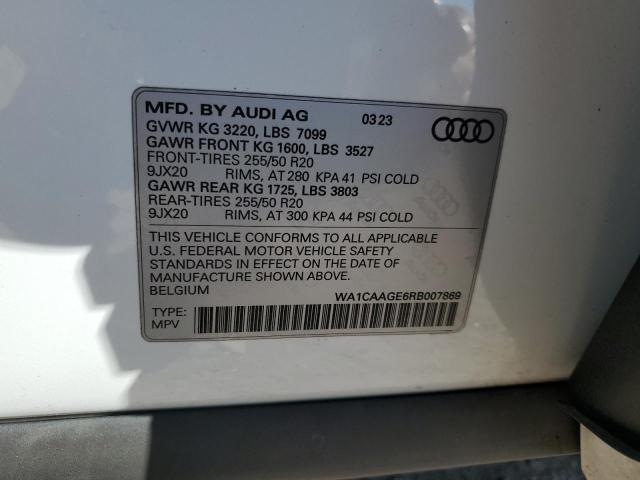 MFD. BY AUDI AG 03 23
GVWR KG 3220, LBS 7099
GAWR FRONT KG 1600, LBS 3527
FRONT-TIRES 255/50 R20
9JX20 RIMS, AT 280 KPA 41 PSI COLD
GAWR REAR KG 1725, LBS 3803
REAR-TIRES 255/50 R20
9JX20 RIMS, AT 300 KPA 44 PSI COLD
THIS VEHICLE CONFORMS TO ALL APPLICABLE
U.S. FEDERAL MOTOR VEHICLE SAFETY
STANDARDS IN EFFECT ON THE DATE OF
MANUFACTURE SHOWN ABOVE.
BELGIUM WA1CAAGE6RB007869
TYPE:
MPV